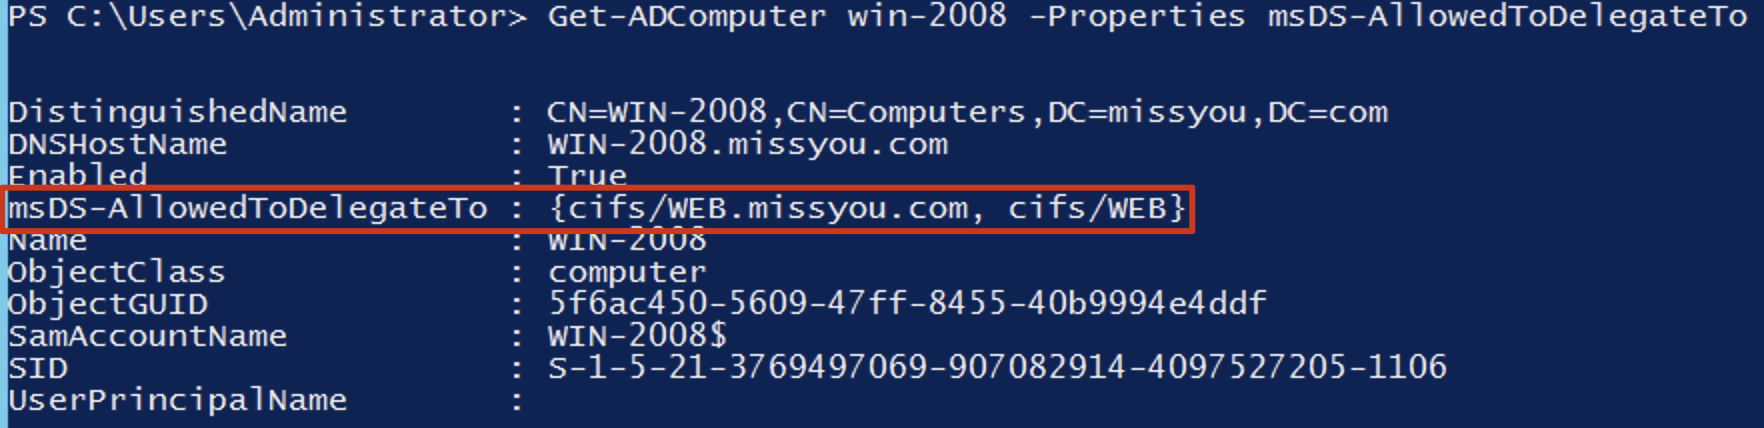 PS C:\Users\Administrator> Get-ADComputer win-2008 -Properties msDS-AllowedToDelegateTo
DistinguishedName : CN=WIN-2008,CN=Computers,DC=missyou,DC=com
DNSHostName : WIN-2008.missyou.com
Enabled : True
msDS-AllowedToDelegateTo : {cifs/WEB.missyou.com, cifs/WEB}
Name : WIN-2008
ObjectClass : computer
ObjectGUID : 5f6ac450-5609-47ff-8455-40b9994e4ddf
SamAccountName : WIN-2008$
SID : S-1-5-21-3769497069-907082914-4097527205-1106
UserPrincipalName :